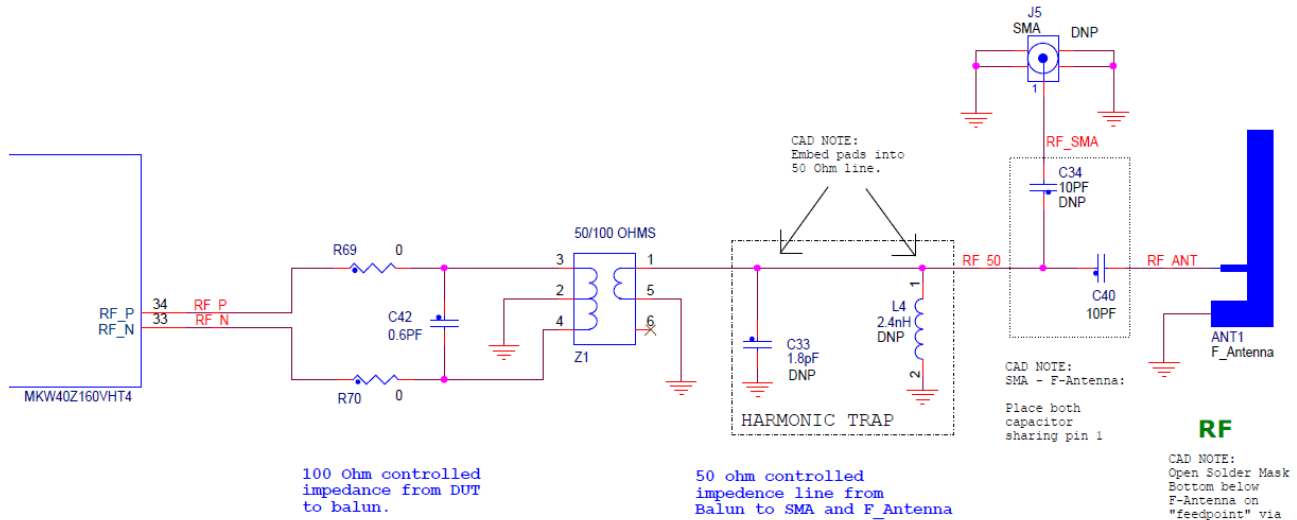 J5
SMA
DNP
1
RF_SMA
CAD NOTE:
Embed pads into
50 Ohm line.
C34
10PF
DNP
R69
0
50/100 OHMS
3
1
2
5
4
6
Z1
RF_50
RF_ANT
C40
10PF
34
RF_P
RF_P
33
RF_N
RF_N
C42
0.6PF
1
L4
2.4nH
DNP
2
C33
1.8pF
DNP
ANT1
F_Antenna
R70
0
MKW40Z160VHT4
HARMONIC TRAP
CAD NOTE:
SMA - F-Antenna:
Place both
capacitor
sharing pin 1
RF
CAD NOTE:
Open Solder Mask
Bottom below
F-Antenna on
"feedpoint" via
100 Ohm controlled
impedance from DUT
to balun.
50 ohm controlled
impedence line from
Balun to SMA and F_Antenna